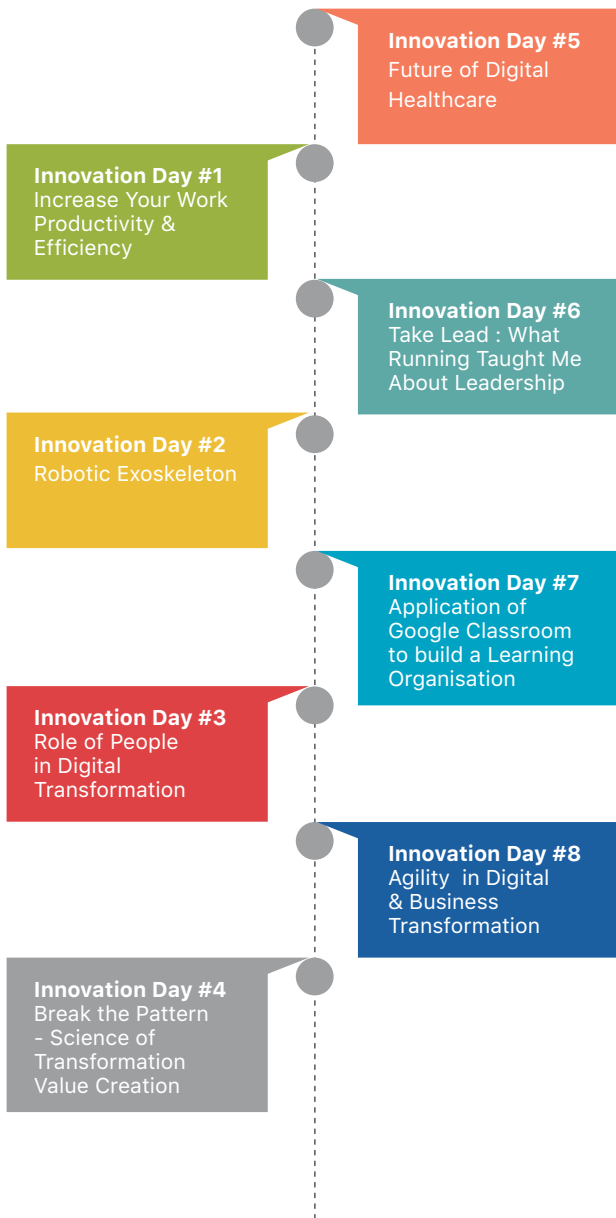 Innovation Day #5
Future of Digital
Healthcare
Innovation Day #1
Increase Your Work
Productivity &
Efficiency
Innovation Day #6
Take Lead : What
Running Taught Me
About Leadership
Innovation Day #2
Robotic Exoskeleton
Innovation Day #7
Application of
Google Classroom
to build a Learning
Organisation
Innovation Day #3
Role of People
in Digital
Transformation
Innovation Day #8
Agility  in Digital
& Business
Transformation
Innovation Day #4
Break the Pattern
- Science of
Transformation
Value Creation